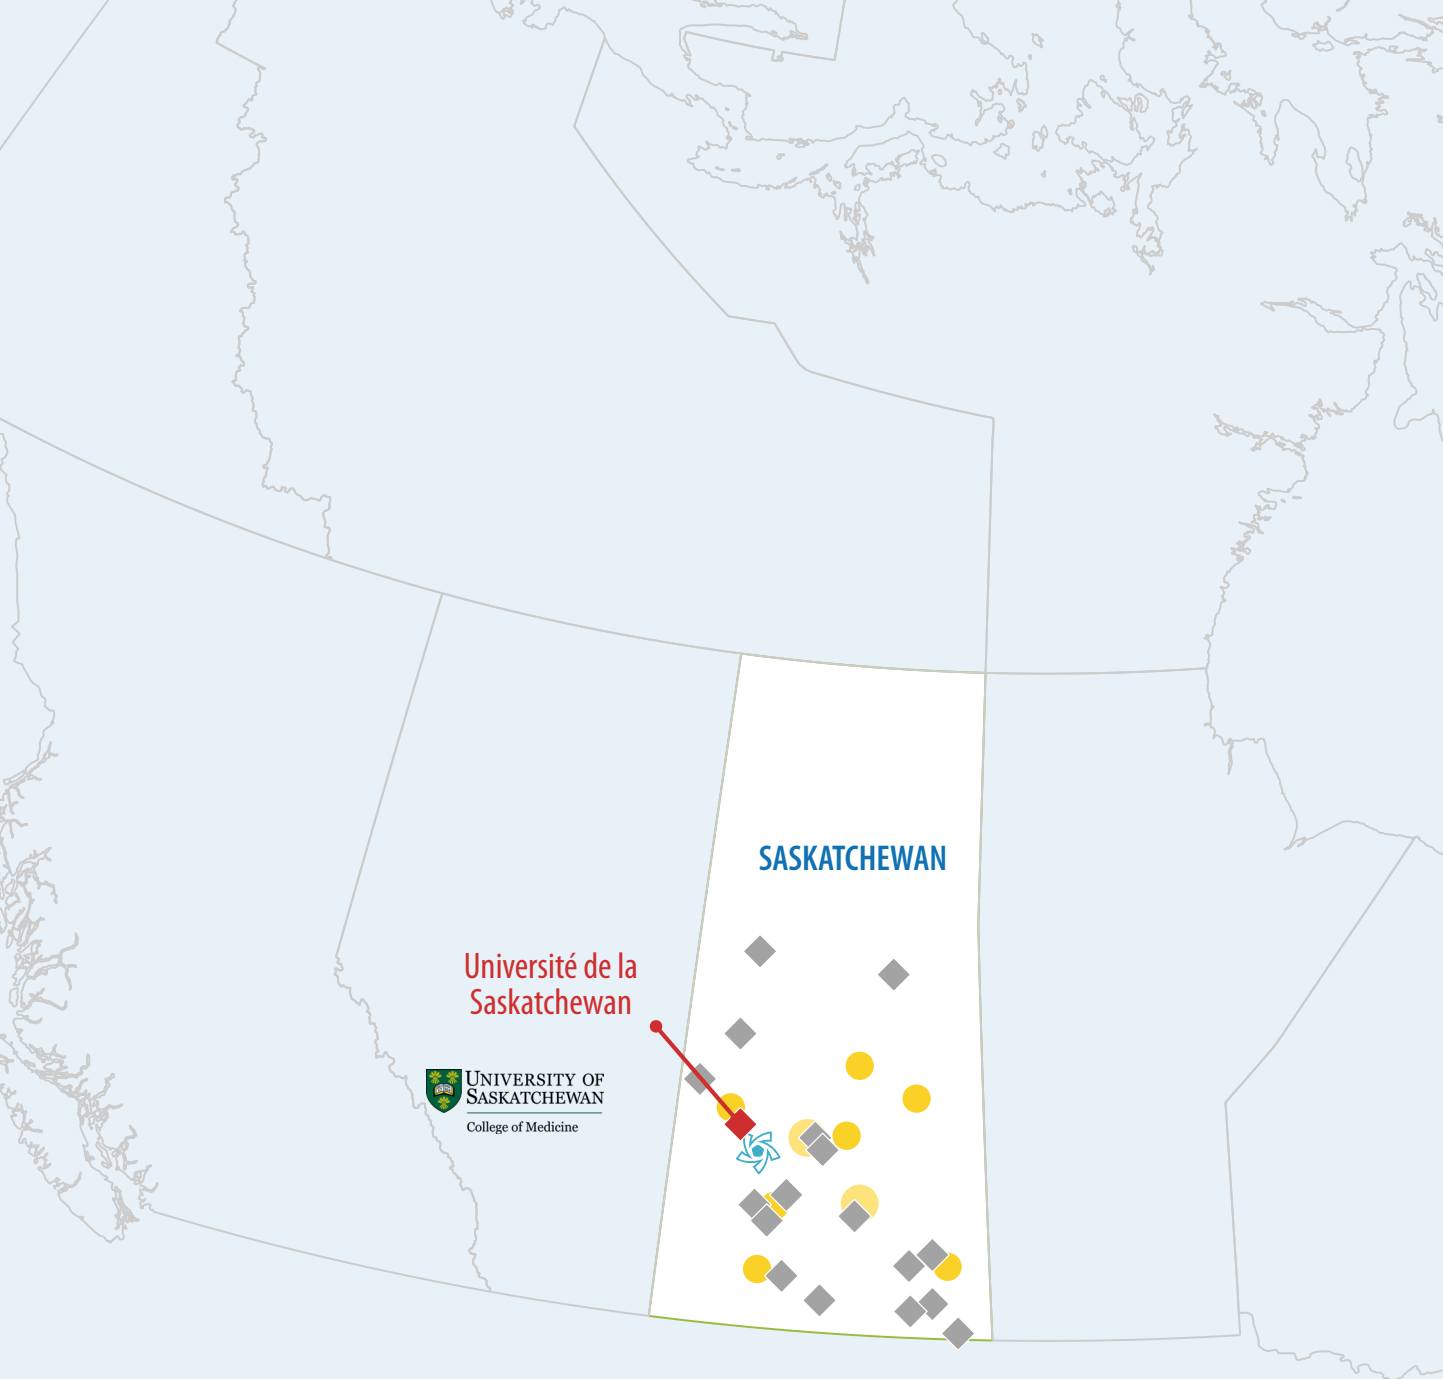 SASKATCHEWAN
Université de la
Saskatchewan
UNIVERSITY OF
SASKATCHEWAN
College of Medicine